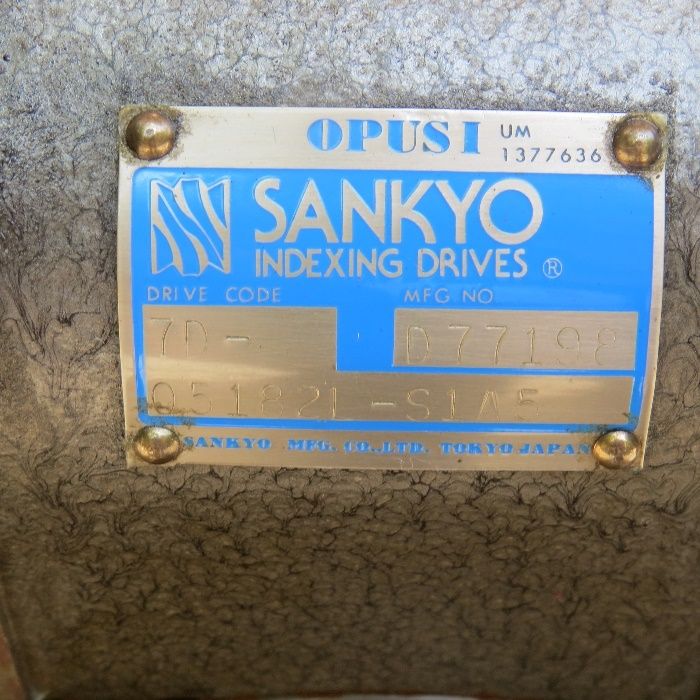 OPUS I UM
1377636
SANKYO
INDEXING DRIVES ®
DRIVE CODE MFG NO
7D- D77198
05182L-S1A5
SANKYO MFG. CO.,LTD. TOKYO JAPAN